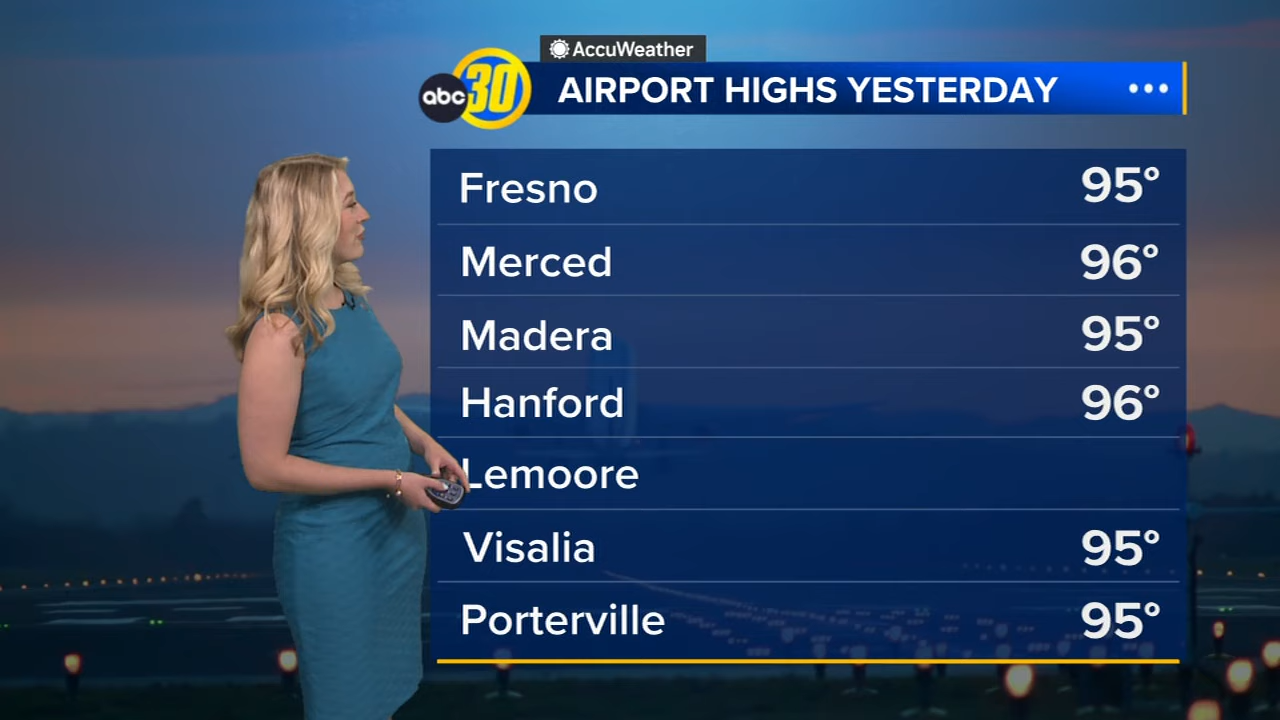 AccuWeather
abc 30
AIRPORT HIGHS YESTERDAY
Fresno 95°
Merced 96°
Madera 95°
Hanford 96°
Lemoore
Visalia 95°
Porterville 95°